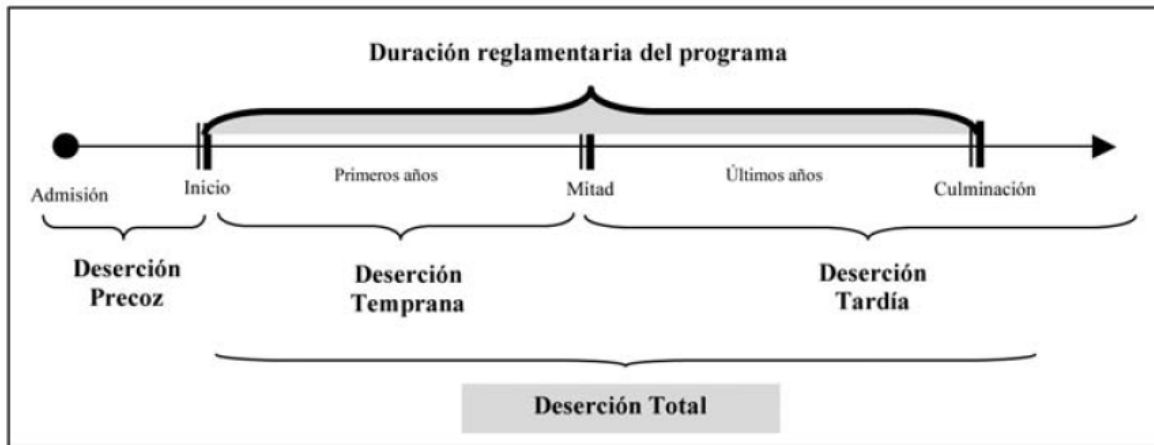 Duración reglamentaria del programa
Primeros años
Últimos años
Admisión
Inicio
Mitad
Culminación
Deserción
Precoz
Deserción
Temprana
Deserción
Tardía
Deserción Total